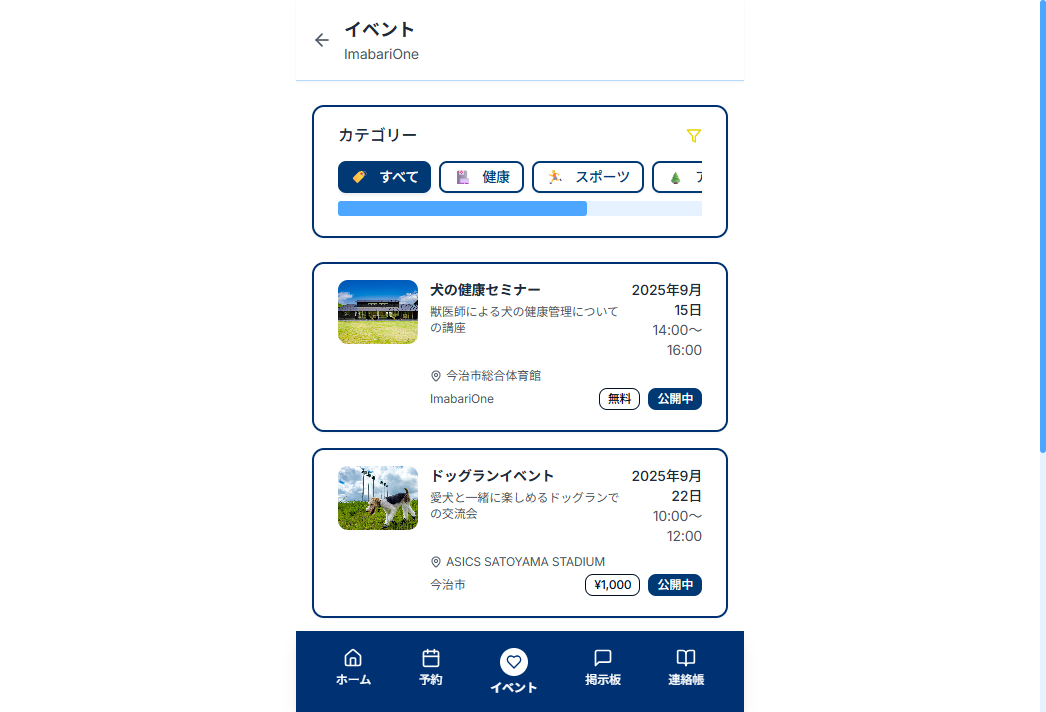 イベント
ImabariOne
カテゴリー
すべて 健康 スポーツ
犬の健康セミナー
獣医師による犬の健康管理について
の講座
2025年9月
15日
14:00〜
16:00
今治市総合体育館
ImabariOne
無料 公開中
ドッグランイベント
愛犬と一緒に楽しめるドッグランで
の交流会
2025年9月
22日
10:00〜
12:00
ASICS SATOYAMA STADIUM
今治市
¥1,000 公開中
ホーム 予約 イベント 掲示板 連絡帳